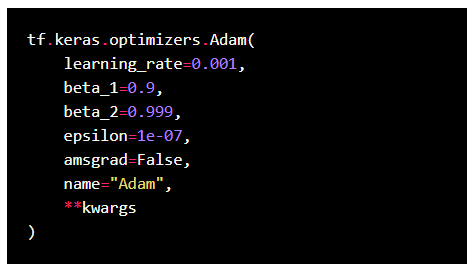 tf.keras.optimizers.Adam(
    learning_rate=0.001,
    beta_1=0.9,
    beta_2=0.999,
    epsilon=1e-07,
    amsgrad=False,
    name="Adam",
    **kwargs
)